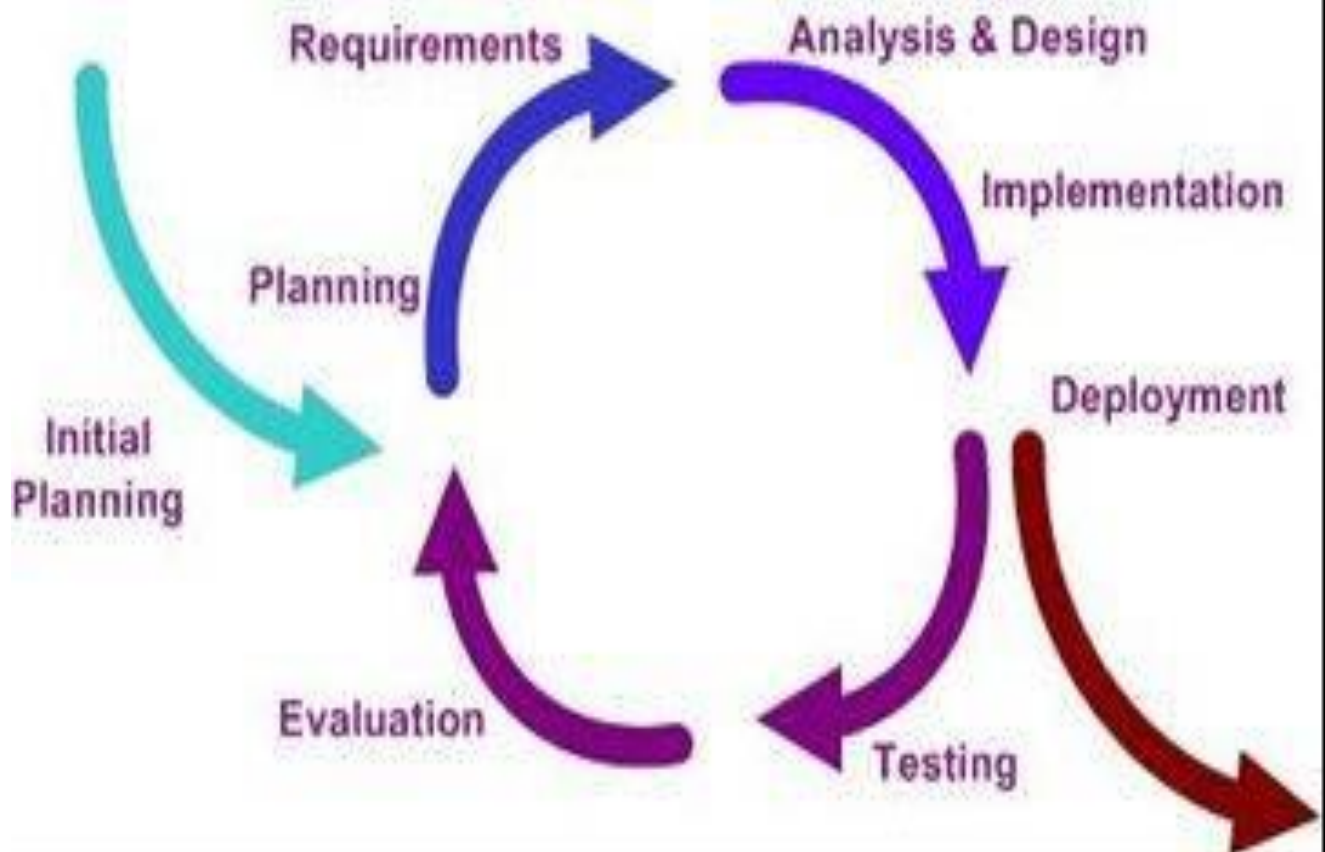 Requirements
Analysis & Design
Implementation
Planning
Deployment
Initial
Planning
Evaluation
Testing